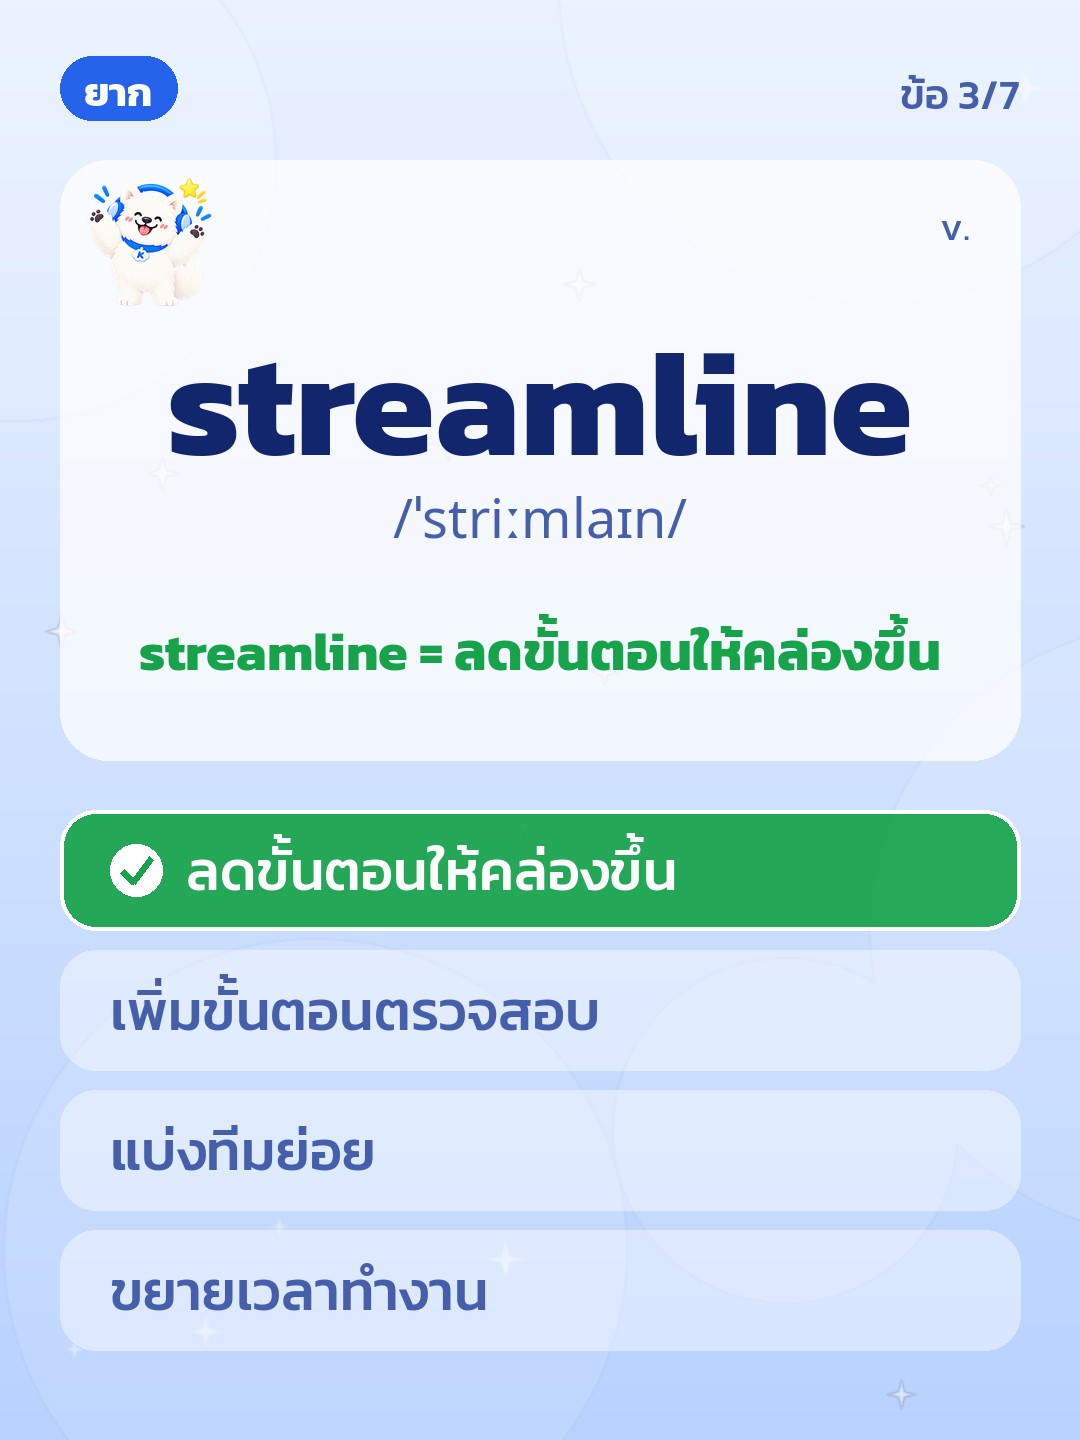 ยาก
ข้อ 3/7
v.
streamline
/ˈstriːmlaɪn/
streamline = ลดขั้นตอนให้คล่องขึ้น
ลดขั้นตอนให้คล่องขึ้น
เพิ่มขั้นตอนตรวจสอบ
แบ่งทีมย่อย
ขยายเวลาทำงาน